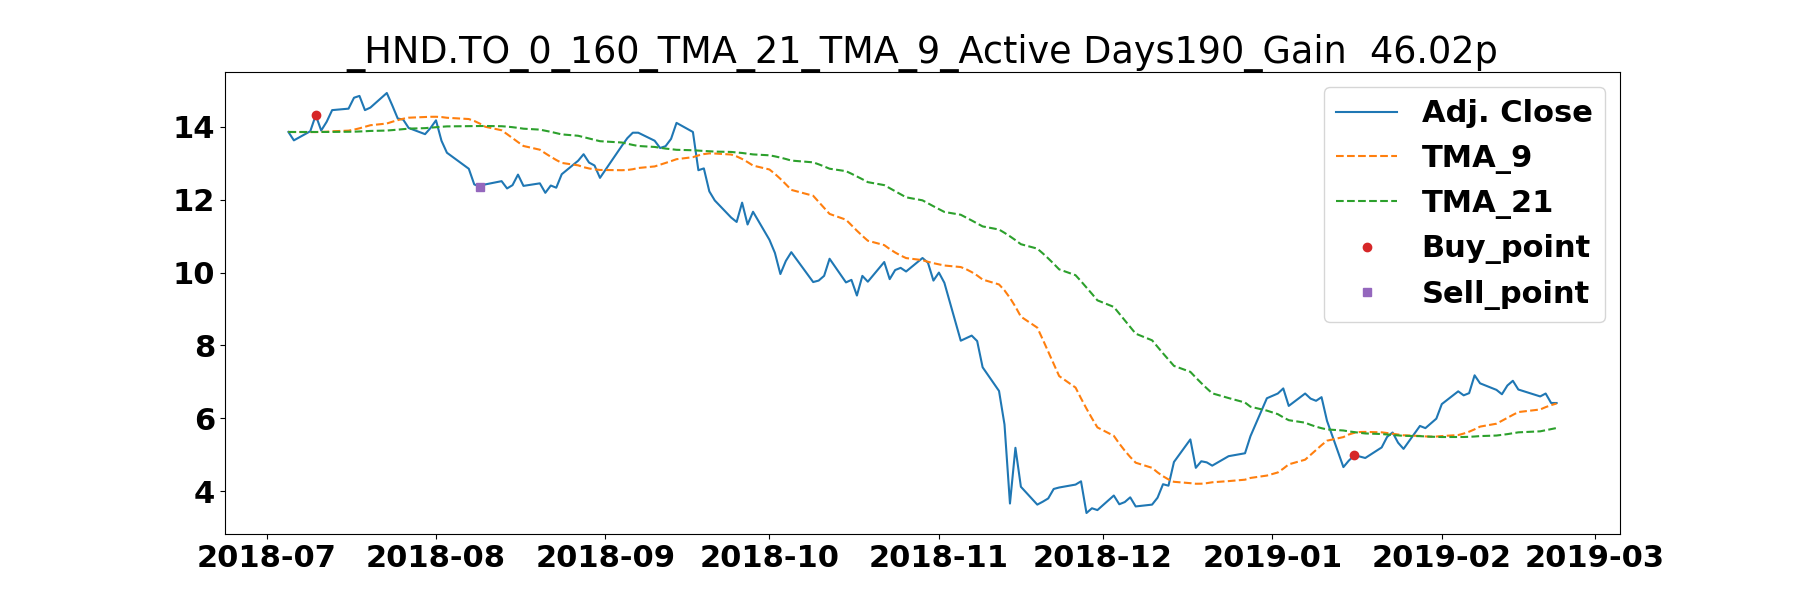 _HND.TO_0_160_TMA_21_TMA_9_Active Days190_Gain  46.02p
Adj. Close
TMA_9
TMA_21
Buy_point
Sell_point
14
12
10
8
6
4
2018-07 2018-08 2018-09 2018-10 2018-11 2018-12 2019-01 2019-02 2019-03